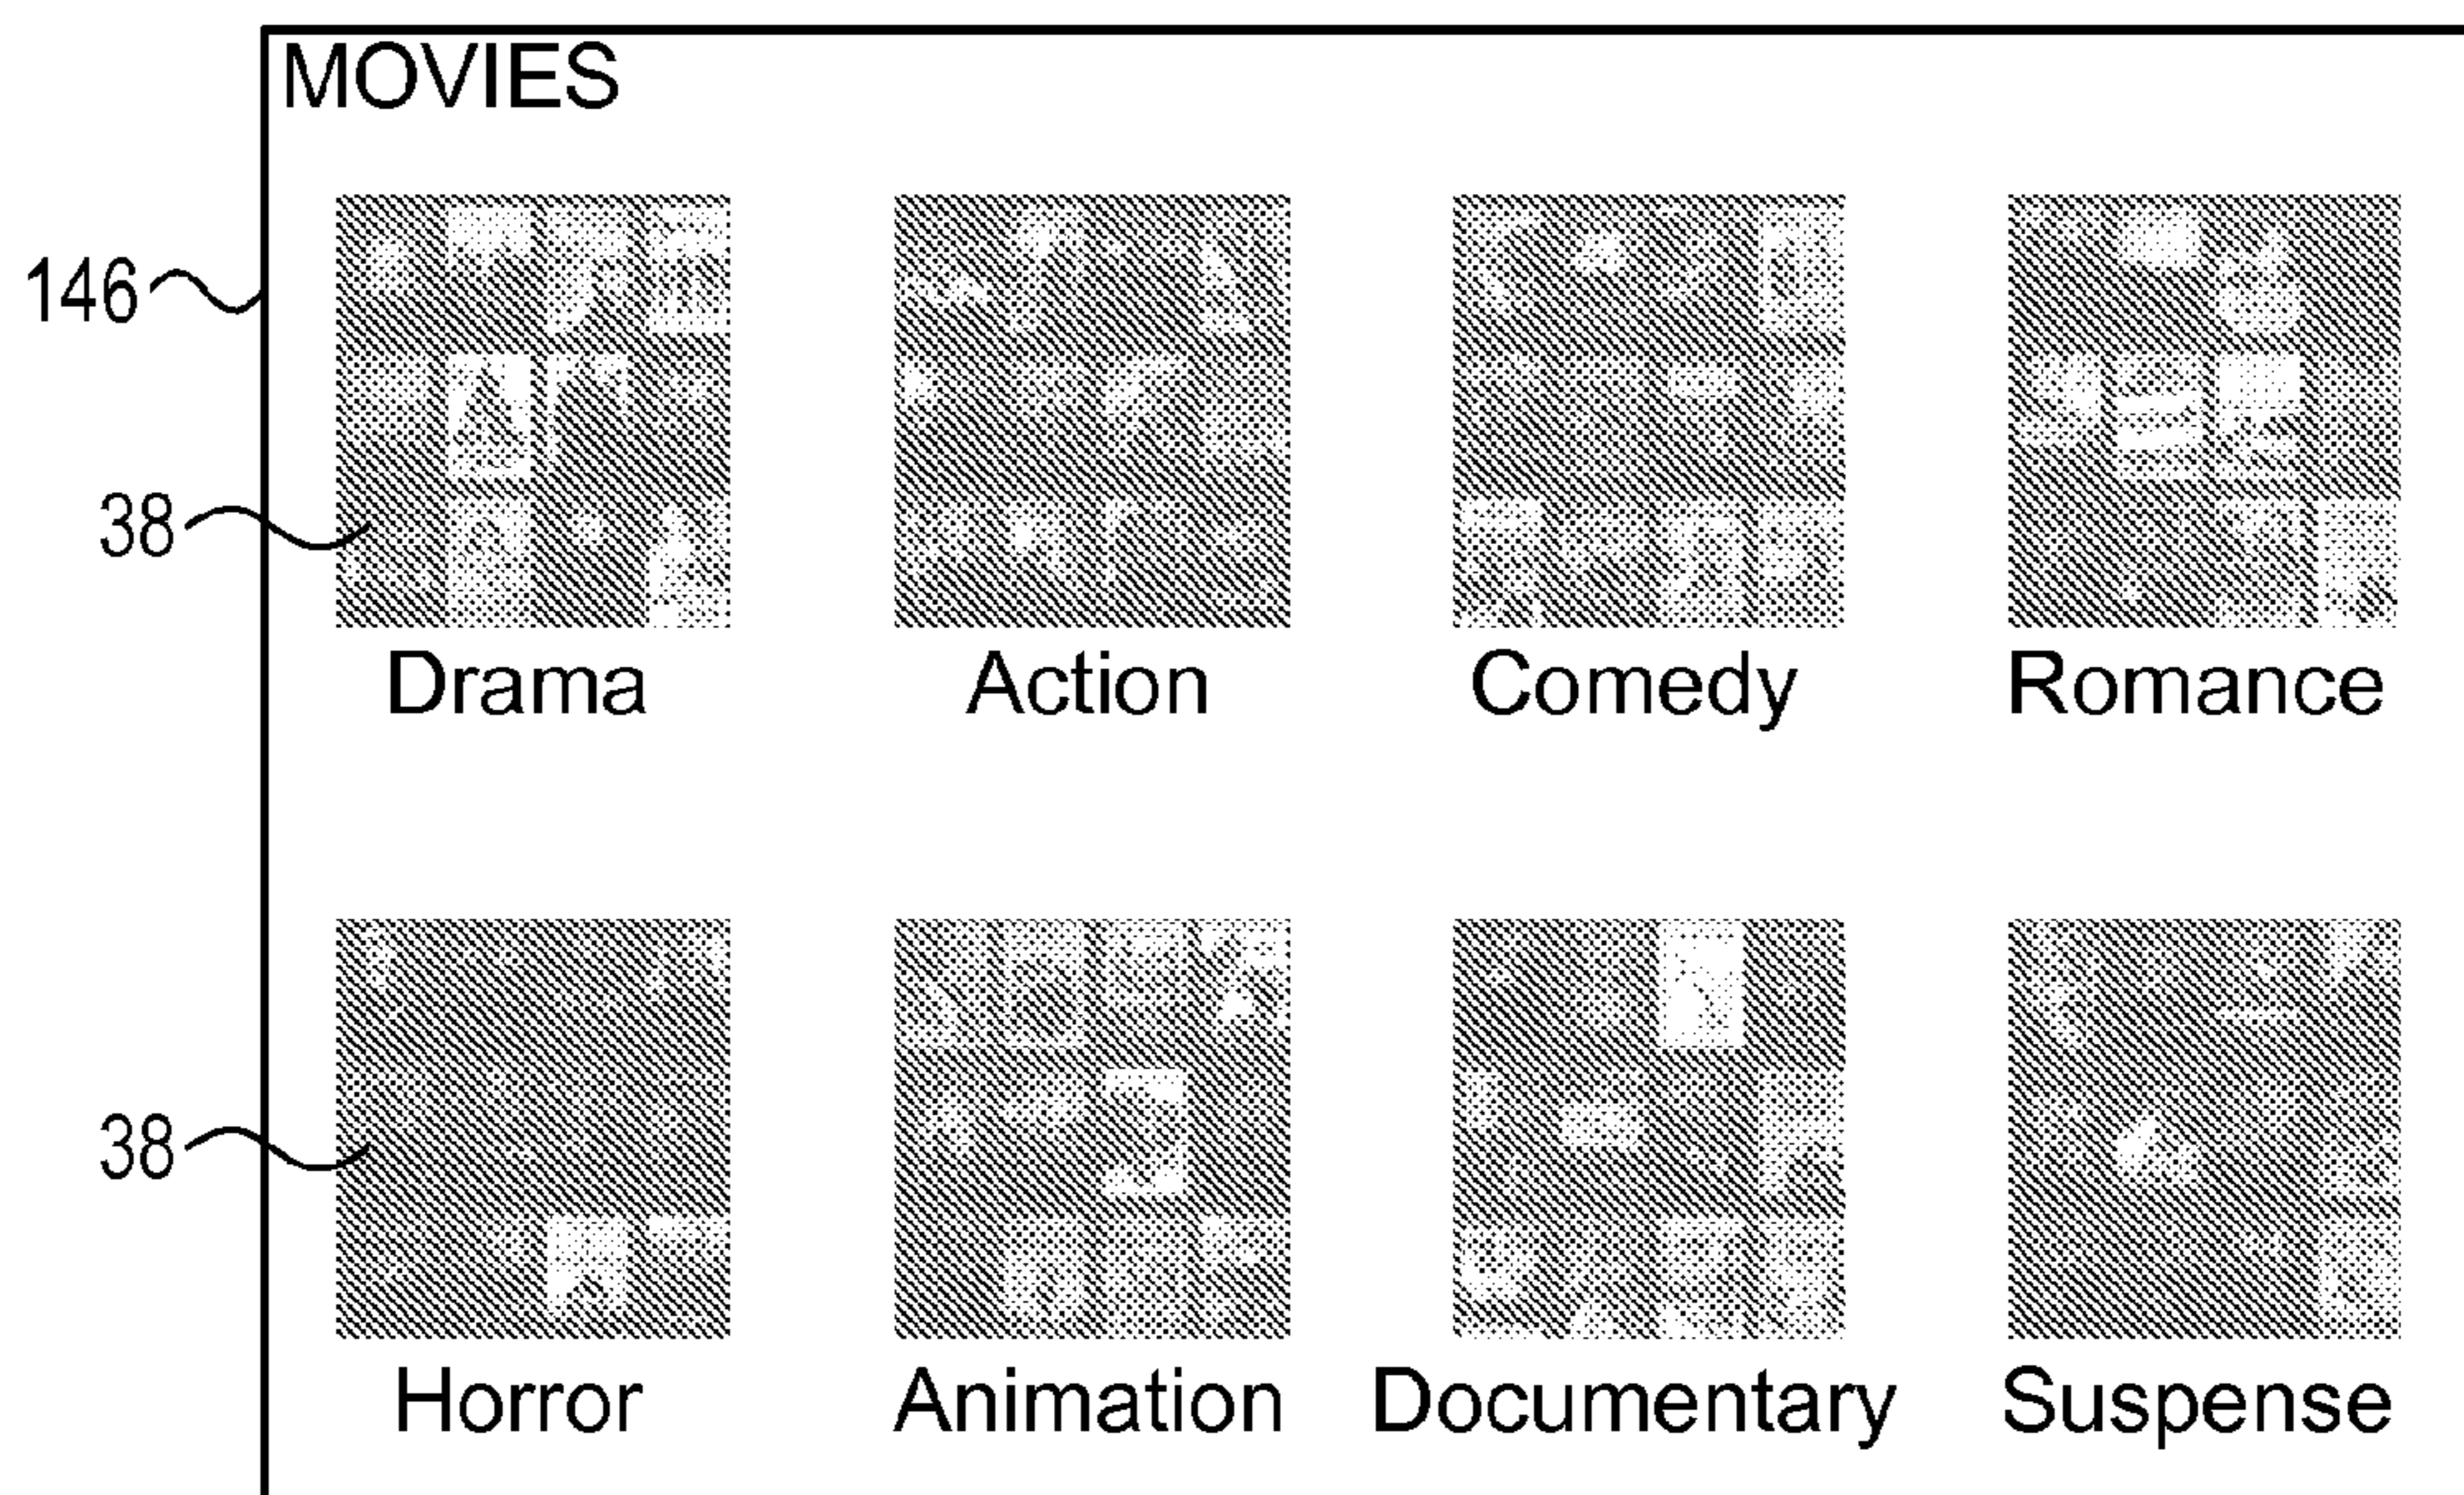 MOVIES
146
38
Drama Action Comedy Romance
38
Horror Animation Documentary Suspense